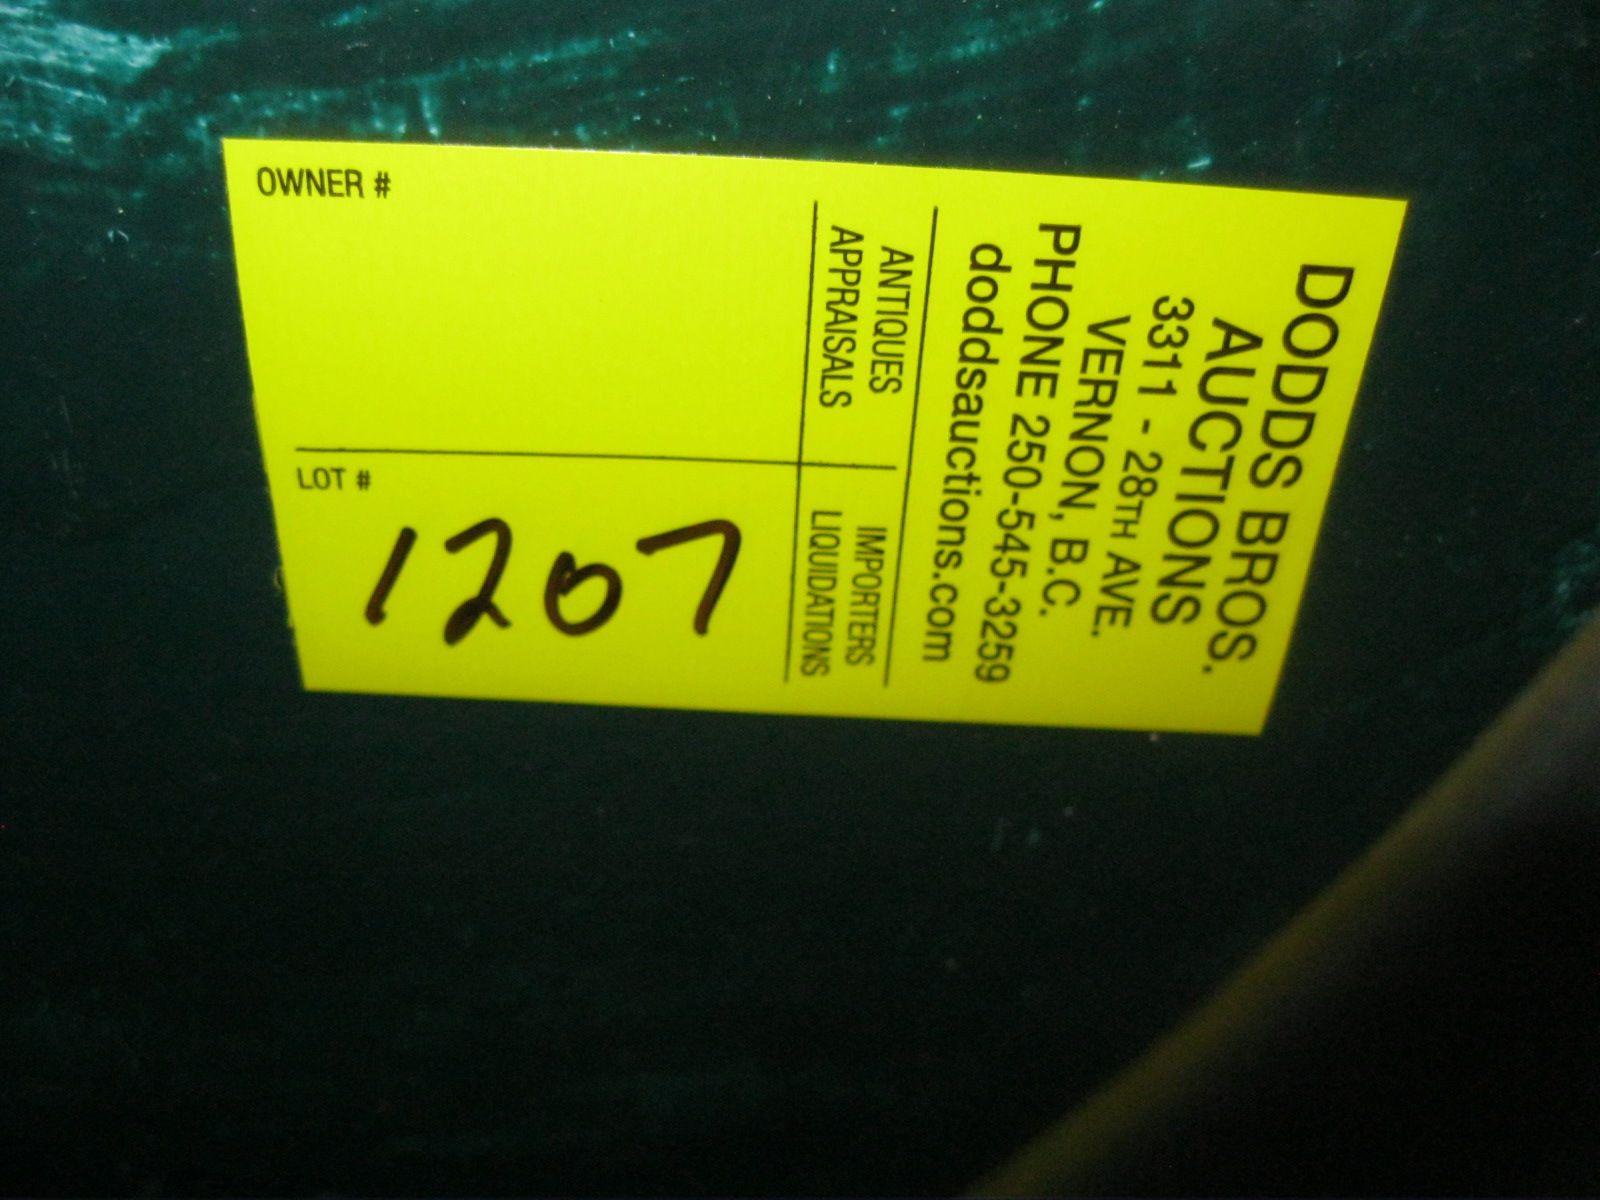 OWNER #
LOT #
1207
DODDS BROS.
AUCTIONS
3311 - 28TH AVE.
VERNON, B.C.
PHONE 250-545-3259
doddsauctions.com
ANTIQUES
APPRAISALS
IMPORTERS
LIQUIDATIONS